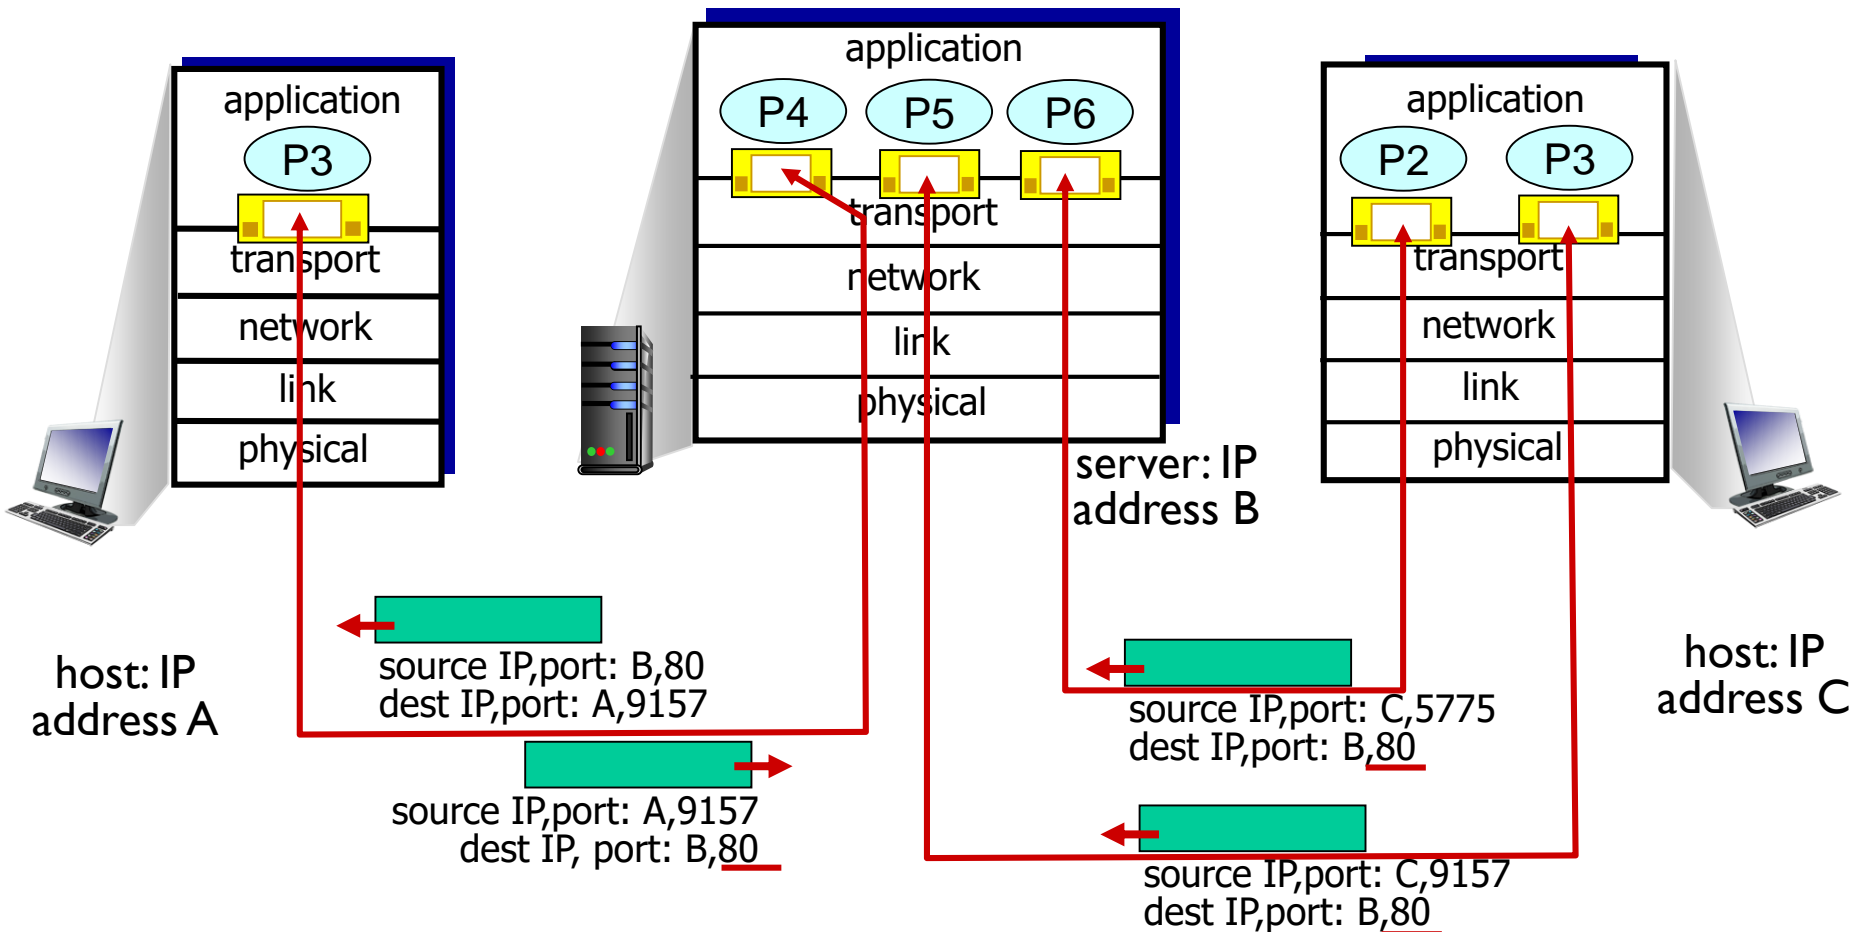 application
P3
transport
network
link
physical
host: IP
address A
application
P4
P5
P6
transport
network
link
physical
server: IP
address B
application
P2
P3
transport
network
link
physical
host: IP
address C
source IP,port: B,80
dest IP,port: A,9157
source IP,port: A,9157
dest IP, port: B,80
source IP,port: C,5775
dest IP,port: B,80
source IP,port: C,9157
dest IP,port: B,80